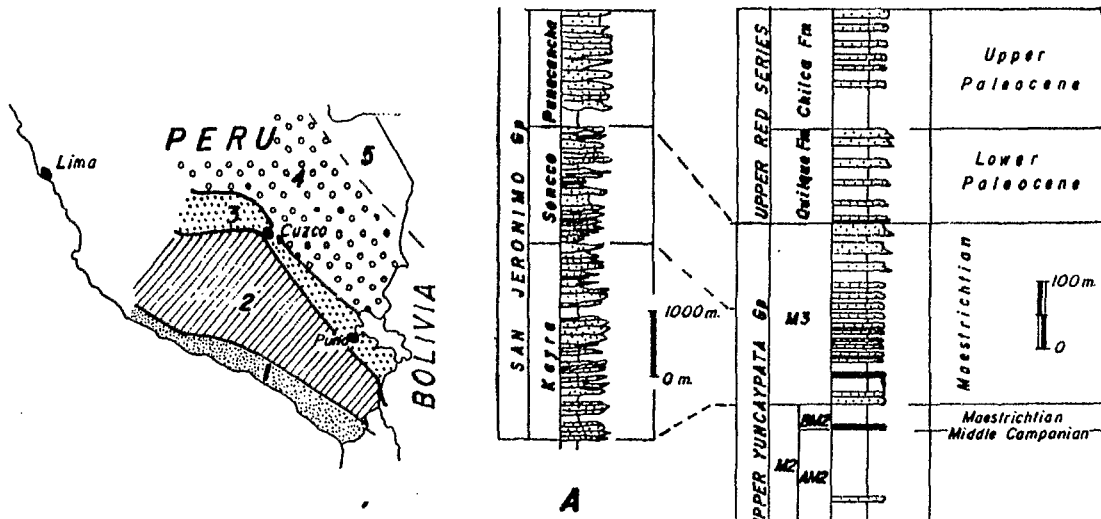 PERU
Lima
5
4
3
Cuzco
2
Puno
1
BOLIVIA
A
SAN JERONIMO Gp
Punacancha
Soncco
Kayra
1000 m.
0 m.
UPPER RED SERIES
Chilca Fm
Quilque Fm
UPPER YUNCAYPATA Gp
M3
M2
BM2
AM2
Upper
Paleocene
Lower
Paleocene
Maestrichtian
100 m.
0
Maestrichtian
Middle Campanian